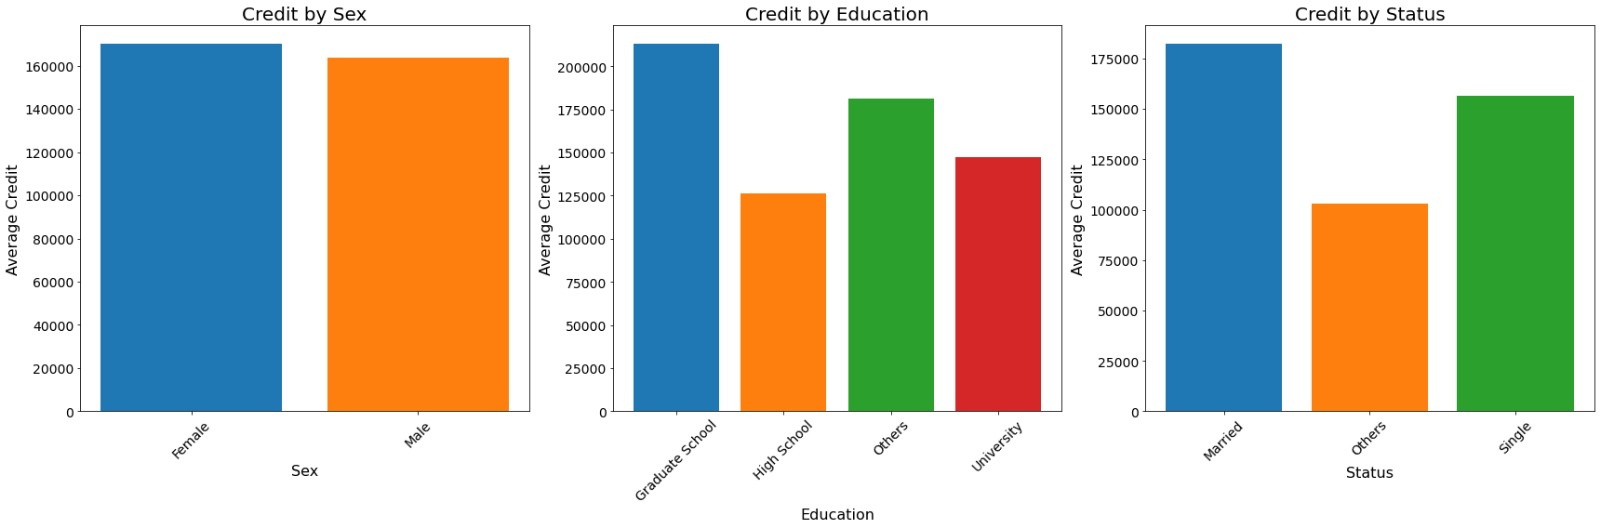 Credit by Sex
Average Credit
160000
140000
120000
100000
80000
60000
40000
20000
0
Female
Male
Sex
Credit by Education
Average Credit
200000
175000
150000
125000
100000
75000
50000
25000
0
Graduate School
High School
Others
University
Education
Credit by Status
Average Credit
175000
150000
125000
100000
75000
50000
25000
0
Married
Others
Single
Status